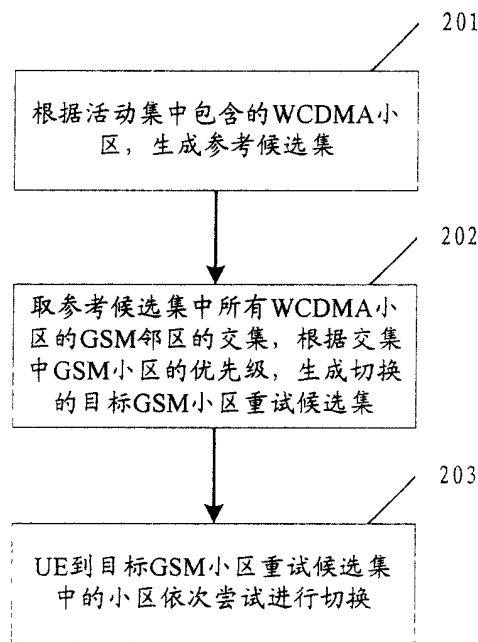 201
根据活动集中包含的WCDMA小
区，生成参考候选集
202
取参考候选集中所有WCDMA小
区的GSM邻区的交集，根据交集
中GSM小区的优先级，生成切换
的目标GSM小区重试候选集
203
UE到目标GSM小区重试候选集
中的小区依次尝试进行切换